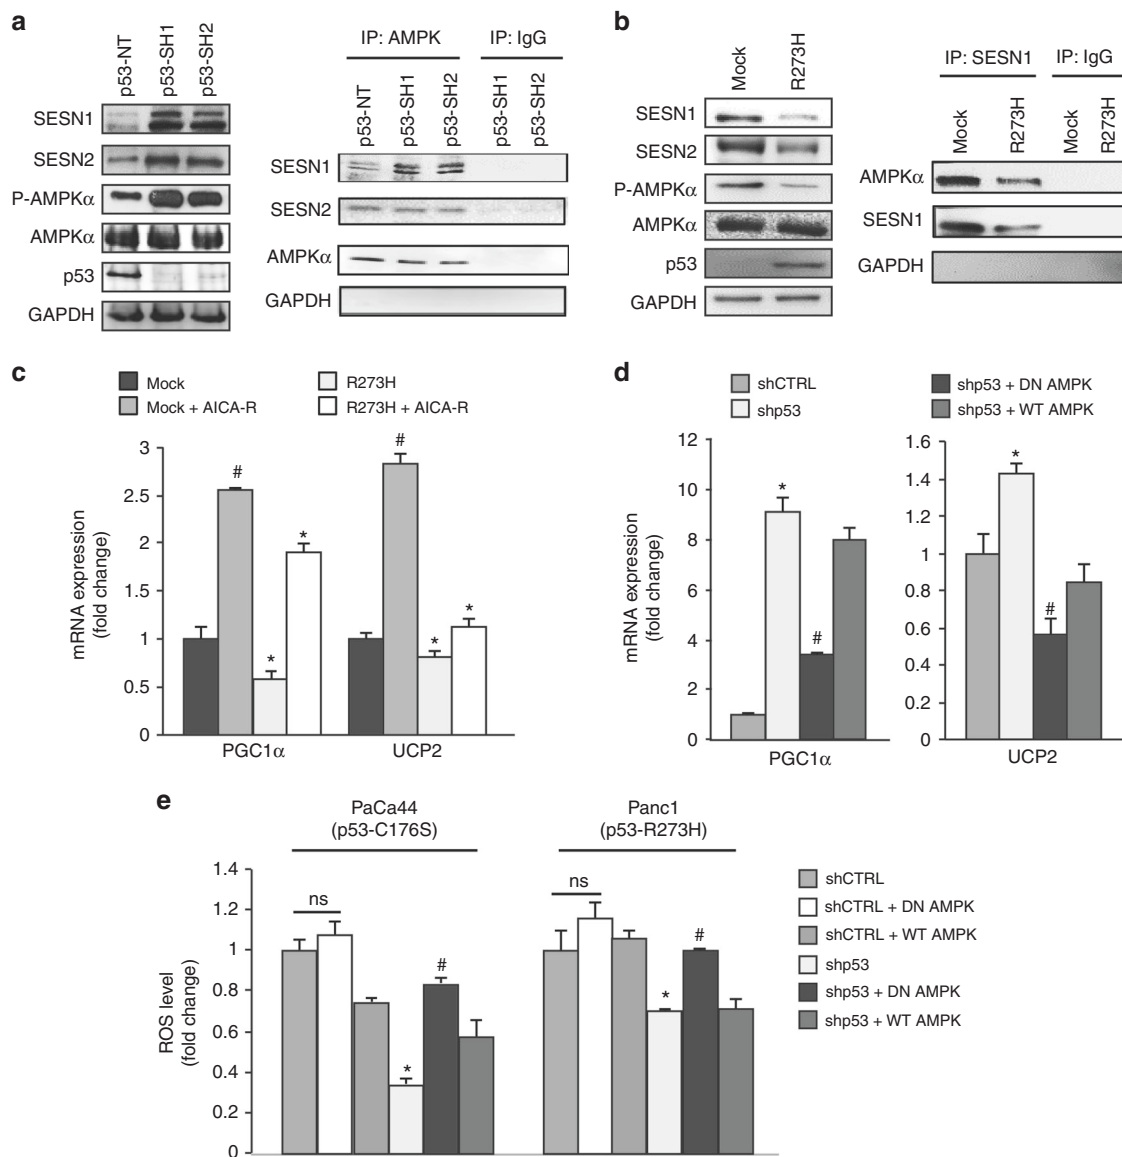 a
p53-NT
p53-SH1
p53-SH2
SESN1
SESN2
P-AMPKα
AMPKα
p53
GAPDH
IP: AMPK
IP: IgG
p53-NT
p53-SH1
p53-SH2
p53-SH1
p53-SH2
SESN1
SESN2
AMPKα
GAPDH
b
Mock
R273H
SESN1
SESN2
P-AMPKα
AMPKα
p53
GAPDH
IP: SESN1
IP: IgG
Mock
R273H
Mock
R273H
AMPKα
SESN1
GAPDH
c
Mock
R273H
Mock + AICA-R
R273H + AICA-R
mRNA expression
(fold change)
3
2.5
2
1.5
1
0.5
0
#
*
*
#
*
*
PGC1α
UCP2
d
shCTRL
shp53 + DN AMPK
shp53
shp53 + WT AMPK
mRNA expression
(fold change)
12
10
8
6
4
2
0
*
#
PGC1α
1.6
1.4
1.2
1
0.8
0.6
0.4
0.2
0
*
#
UCP2
e
PaCa44
(p53-C176S)
Panc1
(p53-R273H)
ROS level
(fold change)
1.4
1.2
1
0.8
0.6
0.4
0.2
0
ns
*
#
ns
*
#
shCTRL
shCTRL + DN AMPK
shCTRL + WT AMPK
shp53
shp53 + DN AMPK
shp53 + WT AMPK